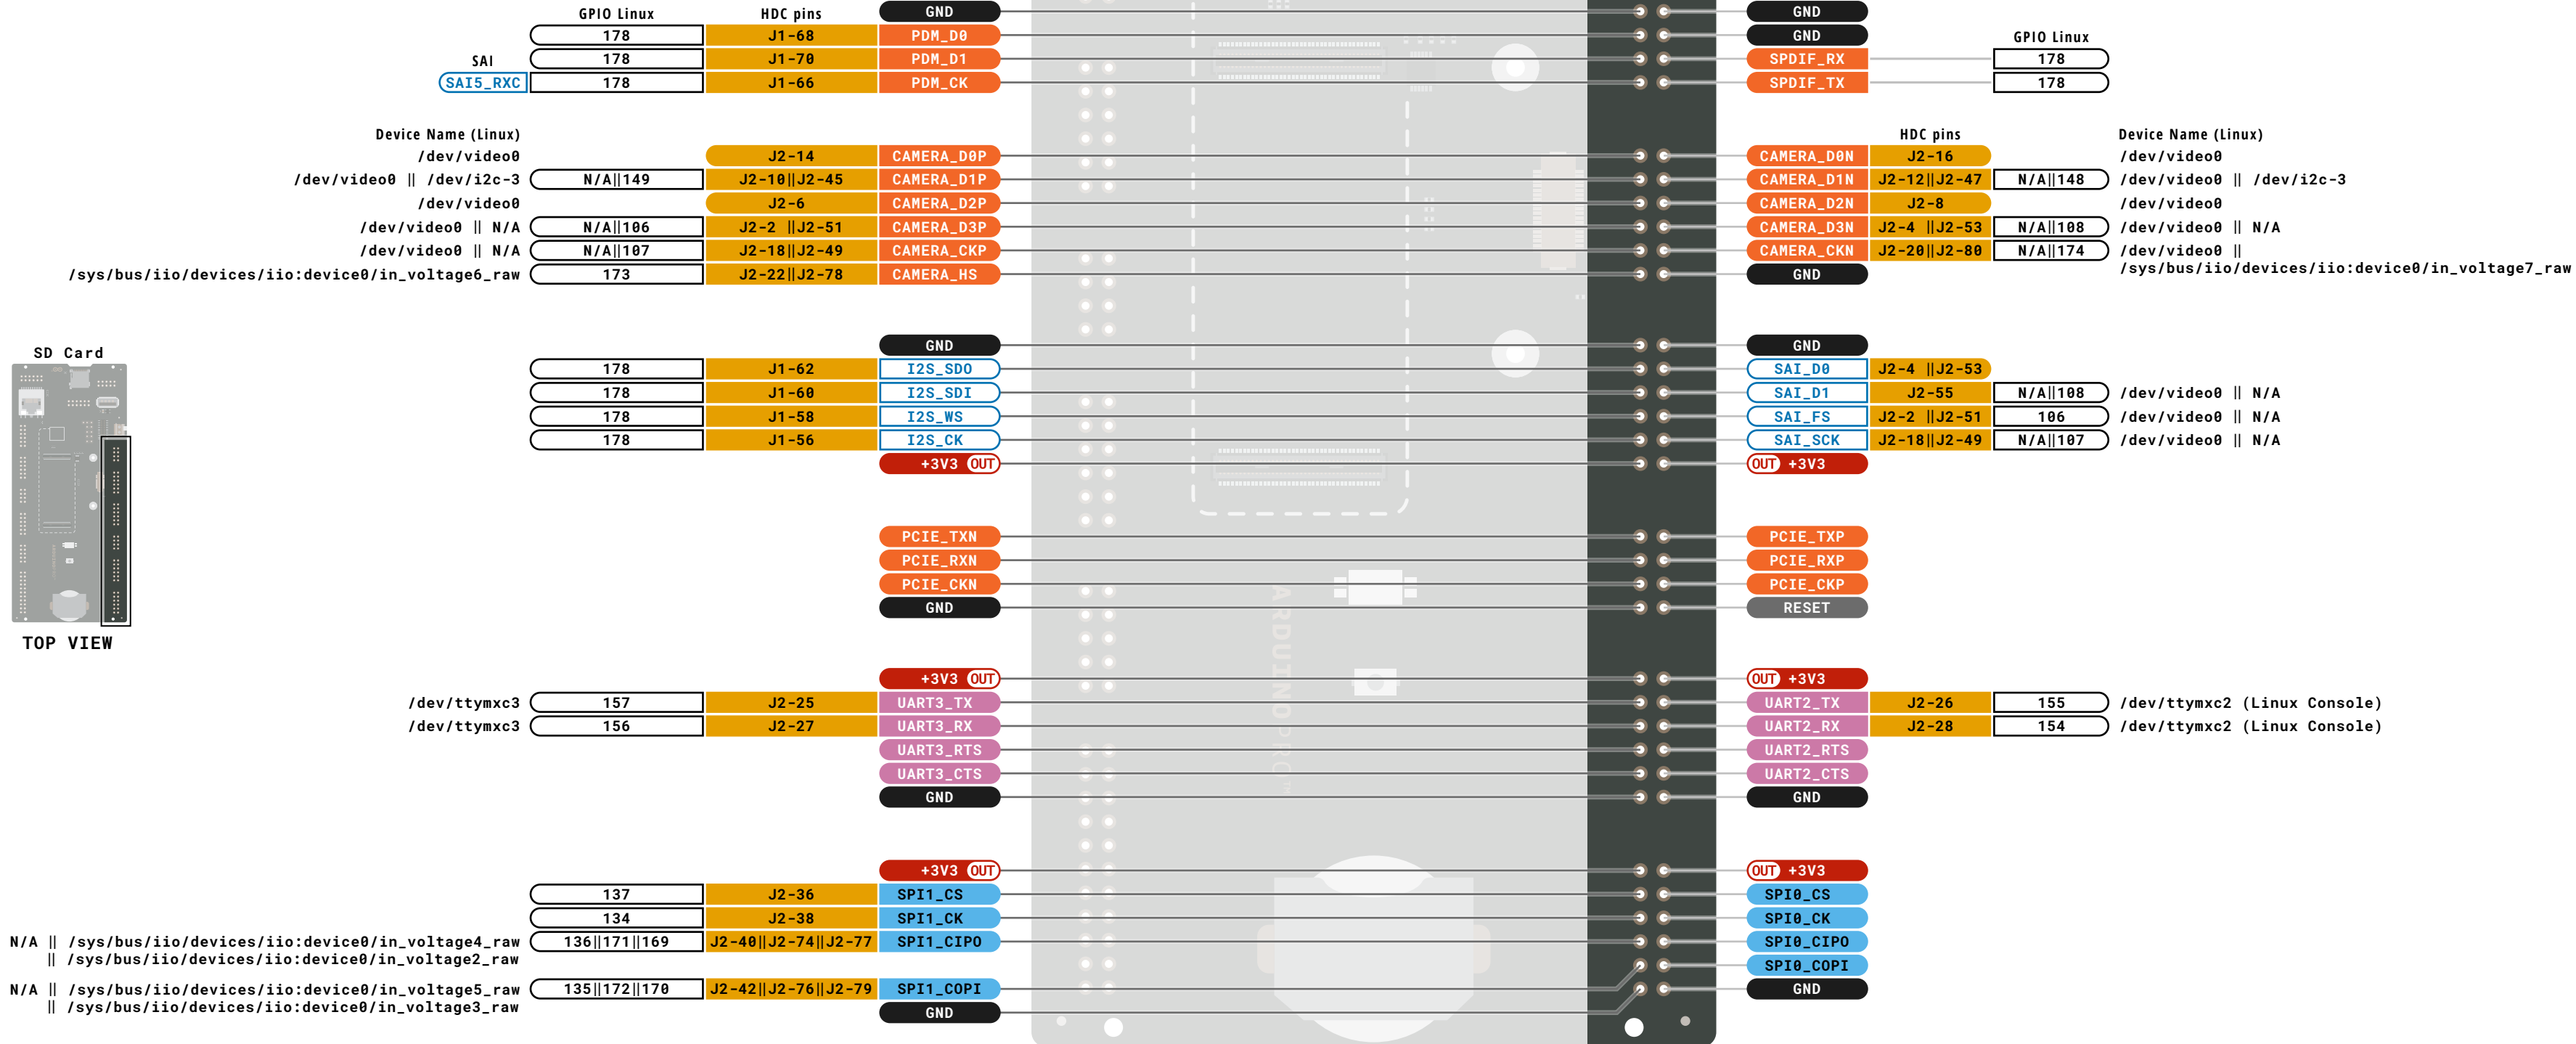 GPIO Linux HDC pins GND GND
178 J1-68 PDM_D0 GND GPIO Linux
SAI 178 J1-70 PDM_D1 SPDIF_RX 178
SAI5_RXC 178 J1-66 PDM_CK SPDIF_TX 178
Device Name (Linux) HDC pins Device Name (Linux)
/dev/video0 J2-14 CAMERA_D0P CAMERA_D0N J2-16 /dev/video0
/dev/video0 || /dev/i2c-3 N/A||149 J2-10||J2-45 CAMERA_D1P CAMERA_D1N J2-12||J2-47 N/A||148 /dev/video0 || /dev/i2c-3
/dev/video0 J2-6 CAMERA_D2P CAMERA_D2N J2-8 /dev/video0
/dev/video0 || N/A N/A||106 J2-2 ||J2-51 CAMERA_D3P CAMERA_D3N J2-4 ||J2-53 N/A||108 /dev/video0 || N/A
/dev/video0 || N/A N/A||107 J2-18||J2-49 CAMERA_CKP CAMERA_CKN J2-20||J2-80 N/A||174 /dev/video0 ||
/sys/bus/iio/devices/iio:device0/in_voltage6_raw 173 J2-22||J2-78 CAMERA_HS GND /sys/bus/iio/devices/iio:device0/in_voltage7_raw
SD Card
TOP VIEW
GND GND
178 J1-62 I2S_SDO SAI_D0 J2-4 ||J2-53
178 J1-60 I2S_SDI SAI_D1 J2-55 N/A||108 /dev/video0 || N/A
178 J1-58 I2S_WS SAI_FS J2-2 ||J2-51 106 /dev/video0 || N/A
178 J1-56 I2S_CK SAI_SCK J2-18||J2-49 N/A||107 /dev/video0 || N/A
+3V3 OUT OUT +3V3
PCIE_TXN PCIE_TXP
PCIE_RXN PCIE_RXP
PCIE_CKN PCIE_CKP
GND RESET
ARDUINO PRO
+3V3 OUT OUT +3V3
/dev/ttymxc3 157 J2-25 UART3_TX UART2_TX J2-26 155 /dev/ttymxc2 (Linux Console)
/dev/ttymxc3 156 J2-27 UART3_RX UART2_RX J2-28 154 /dev/ttymxc2 (Linux Console)
UART3_RTS UART2_RTS
UART3_CTS UART2_CTS
GND GND
+3V3 OUT OUT +3V3
137 J2-36 SPI1_CS SPI0_CS
134 J2-38 SPI1_CK SPI0_CK
N/A || /sys/bus/iio/devices/iio:device0/in_voltage4_raw 136||171||169 J2-40||J2-74||J2-77 SPI1_CIPO SPI0_CIPO
|| /sys/bus/iio/devices/iio:device0/in_voltage2_raw SPI0_COPI
N/A || /sys/bus/iio/devices/iio:device0/in_voltage5_raw 135||172||170 J2-42||J2-76||J2-79 SPI1_COPI GND
|| /sys/bus/iio/devices/iio:device0/in_voltage3_raw GND